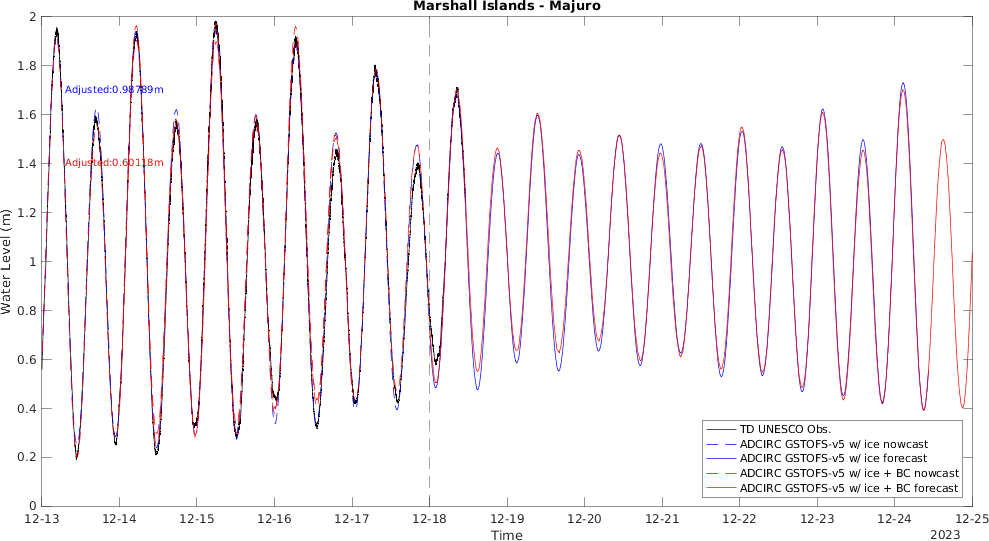 Marshall Islands - Majuro
Water Level (m)
2
1.8
1.6
1.4
1.2
1
0.8
0.6
0.4
0.2
0
Adjusted:0.98789m
Adjusted:0.60118m
TD UNESCO Obs.
ADCIRC GSTOFS-v5 w/ ice nowcast
ADCIRC GSTOFS-v5 w/ ice forecast
ADCIRC GSTOFS-v5 w/ ice + BC nowcast
ADCIRC GSTOFS-v5 w/ ice + BC forecast
12-13 12-14 12-15 12-16 12-17 12-18 12-19 12-20 12-21 12-22 12-23 12-24 12-25
Time
2023